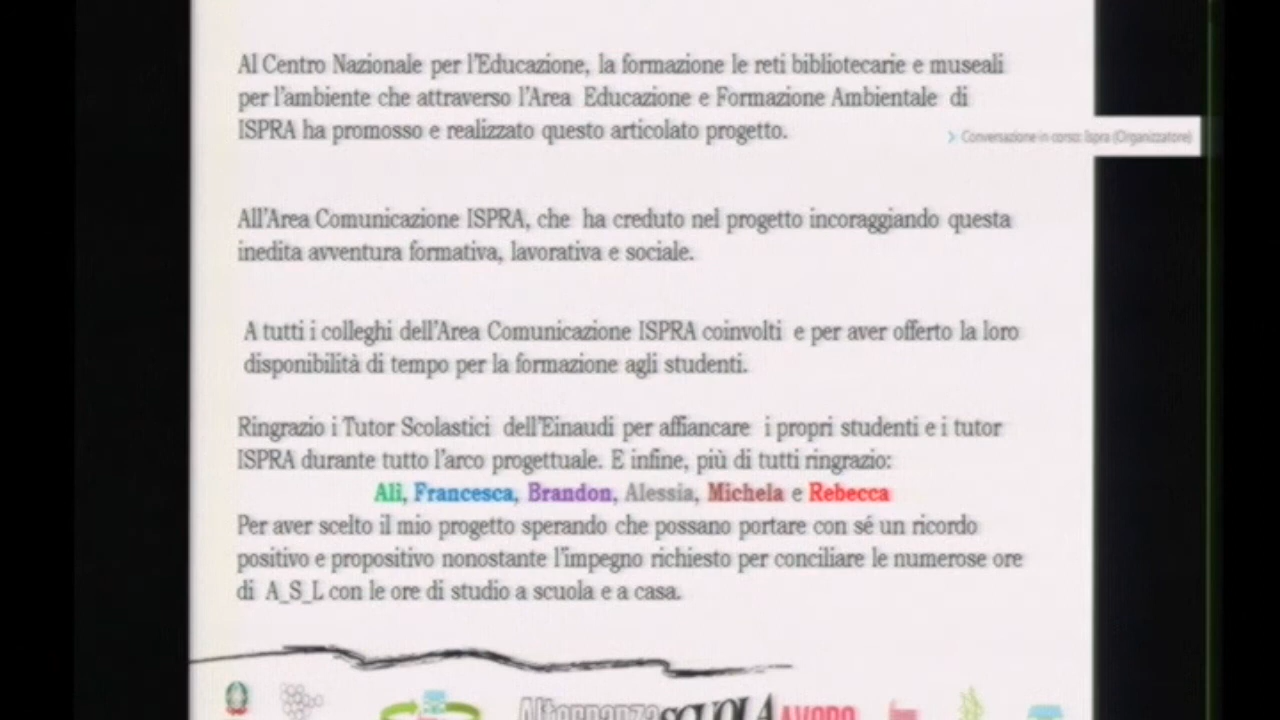 Al Centro Nazionale per l'Educazione, la formazione le reti bibliotecarie e museali
per l'ambiente che attraverso l'Area Educazione e Formazione Ambientale di
ISPRA ha promosso e realizzato questo articolato progetto.
Conversazione in corso: Ispra (Organizzatore)
All'Area Comunicazione ISPRA, che ha creduto nel progetto incoraggiando questa
inedita avventura formativa, lavorativa e sociale.
A tutti i colleghi dell'Area Comunicazione ISPRA coinvolti e per aver offerto la loro
disponibilità di tempo per la formazione agli studenti.
Ringrazio i Tutor Scolastici dell'Einaudi per affiancare i propri studenti e i tutor
ISPRA durante tutto l'arco progettuale. E infine, più di tutti ringrazio:
Ali, Francesca, Brandon, Alessia, Michela e Rebecca
Per aver scelto il mio progetto sperando che possano portare con sé un ricordo
positivo e propositivo nonostante l'impegno richiesto per conciliare le numerose ore
di A_S_L con le ore di studio a scuola e a casa.
AlternanzaSCUOLALAVORO